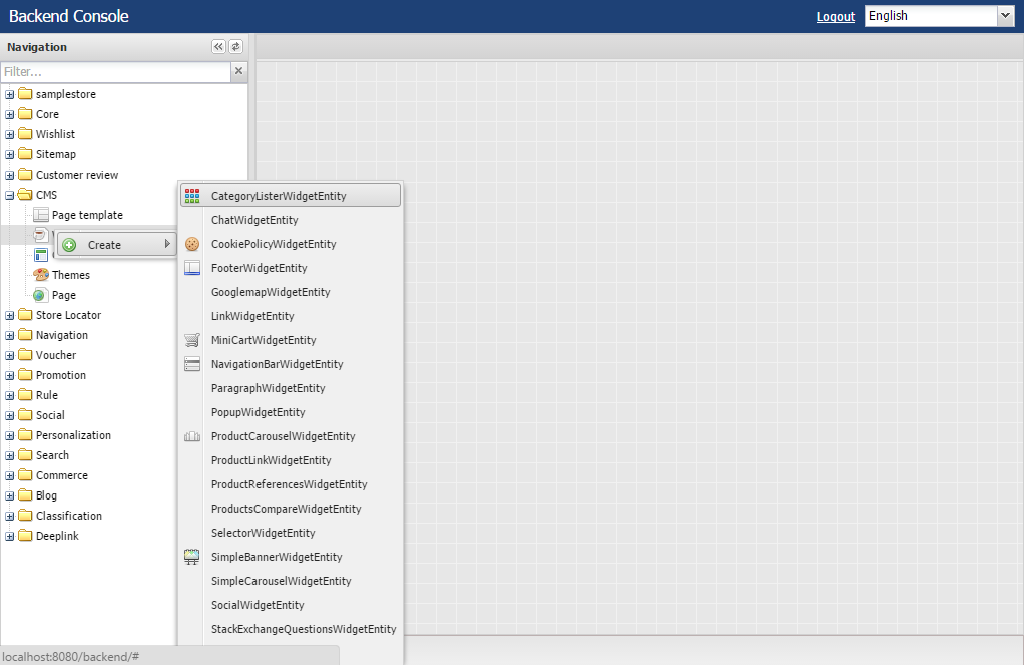 Backend Console
Logout
English
Navigation
Filter...
samplestore
Core
Wishlist
Sitemap
Customer review
CMS
Page template
Create
Themes
Page
Store Locator
Navigation
Voucher
Promotion
Rule
Social
Personalization
Search
Commerce
Blog
Classification
Deeplink
CategoryListerWidgetEntity
ChatWidgetEntity
CookiePolicyWidgetEntity
FooterWidgetEntity
GooglemapWidgetEntity
LinkWidgetEntity
MiniCartWidgetEntity
NavigationBarWidgetEntity
ParagraphWidgetEntity
PopupWidgetEntity
ProductCarouselWidgetEntity
ProductLinkWidgetEntity
ProductReferencesWidgetEntity
ProductsCompareWidgetEntity
SelectorWidgetEntity
SimpleBannerWidgetEntity
SimpleCarouselWidgetEntity
SocialWidgetEntity
StackExchangeQuestionsWidgetEntity
localhost:8080/backend/#